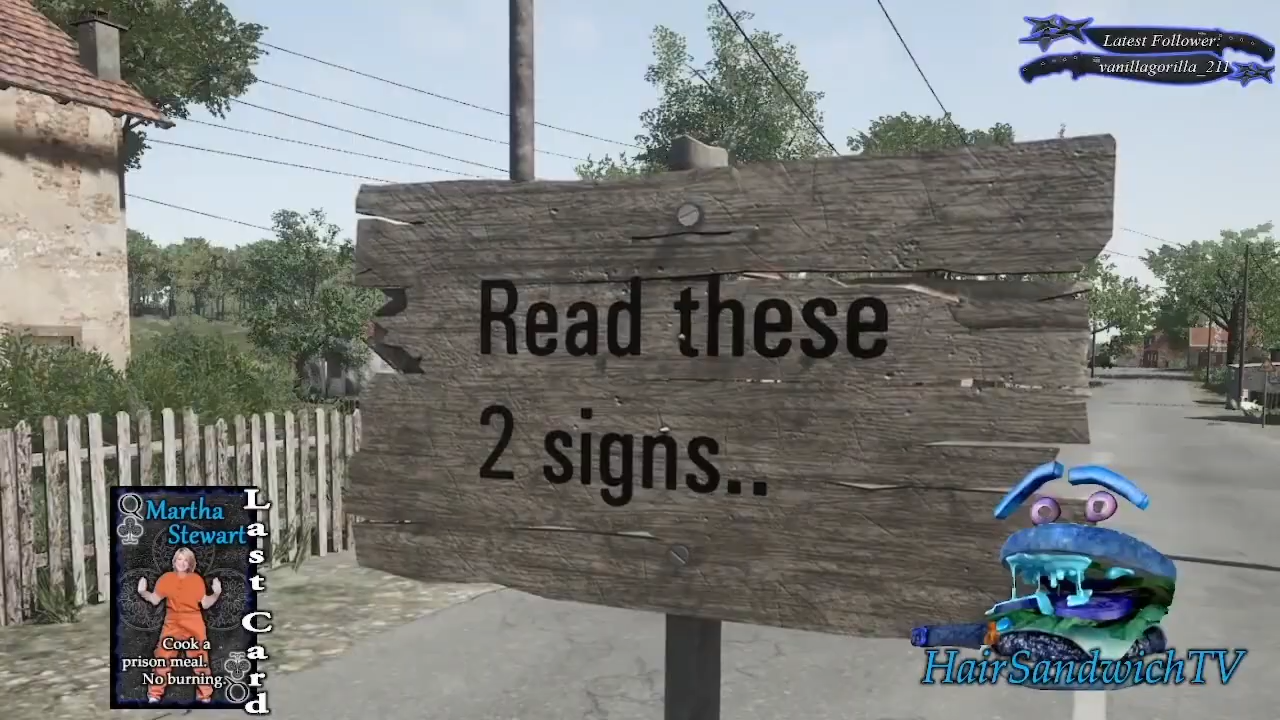 Latest Follower:
vanillagorilla_211
Read these
2 signs..
Q Martha
Stewart
Last Card
Cook a
prison meal.
No burning.
Q
HairSandwichTV